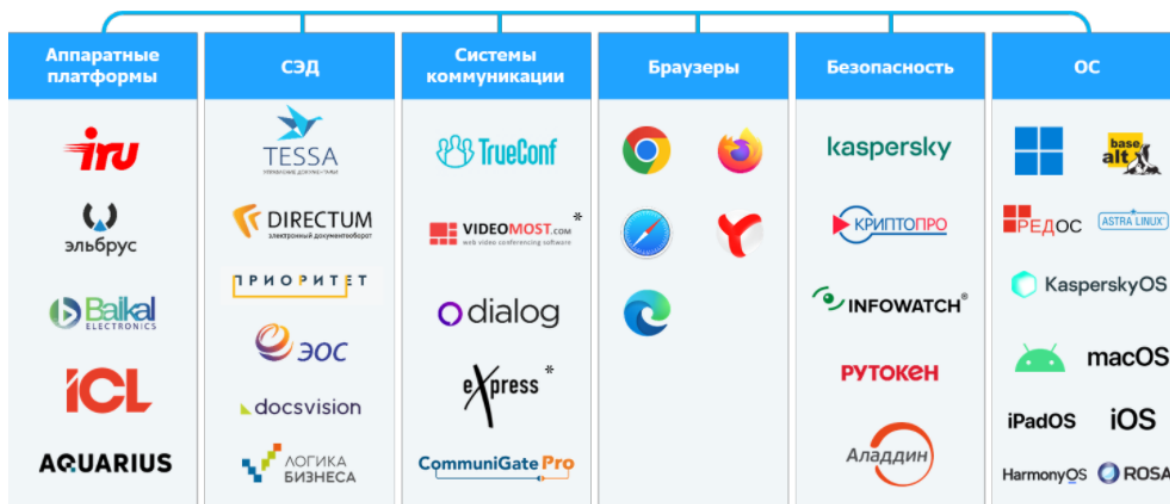 Аппаратные
платформы
СЭД
Системы
коммуникации
Браузеры
Безопасность
ОС
iru
эльбрус
Baikal
ELECTRONICS
iCL
AQUARIUS
TESSA
УПРАВЛЕНИЕ ДОКУМЕНТАМИ
DIRECTUM
электронный документооборот
ПРИОРИТЕТ
ЭОС
docsvision
ЛОГИКА
БИЗНЕСА
TrueConf
VIDEOMOST.COM *
web video conferencing software
dialog
eXpress *
CommuniGate Pro
kaspersky
КРИПТОПРО
INFOWATCH®
РУТОКЕН
Аладдин
base
alt
РЕДОС
ASTRA LINUX®
KasperskyOS
macOS
iPadOS
iOS
HarmonyOS
ROSA